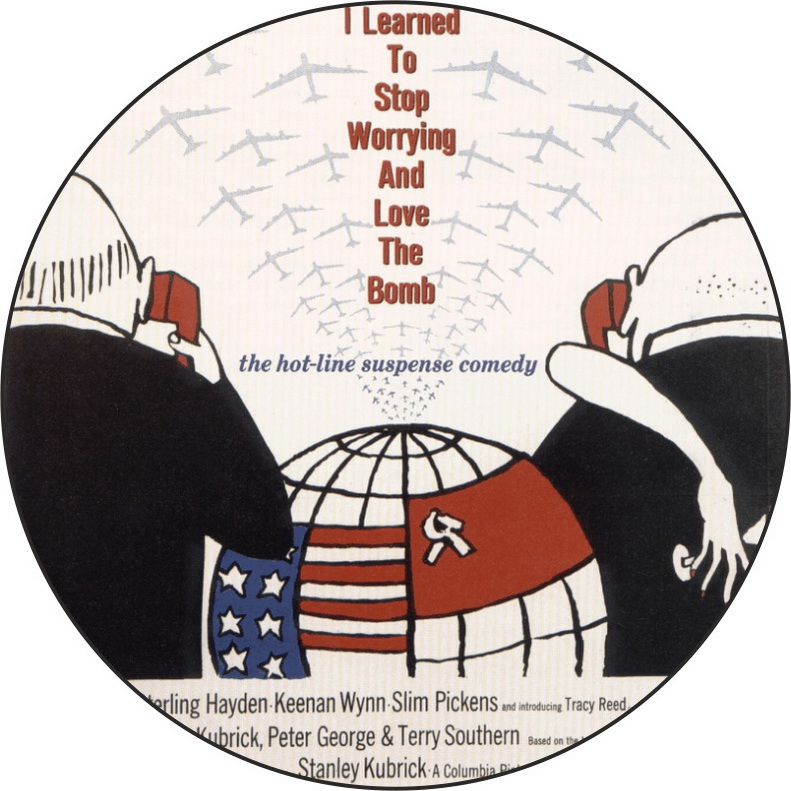 I Learned
To
Stop
Worrying
And
Love
The
Bomb
the hot-line suspense comedy
Hayden·Keenan Wynn·Slim Pickens and introducing Tracy Reed
Kubrick, Peter George & Terry Southern Based on the
Stanley Kubrick·A Columbia